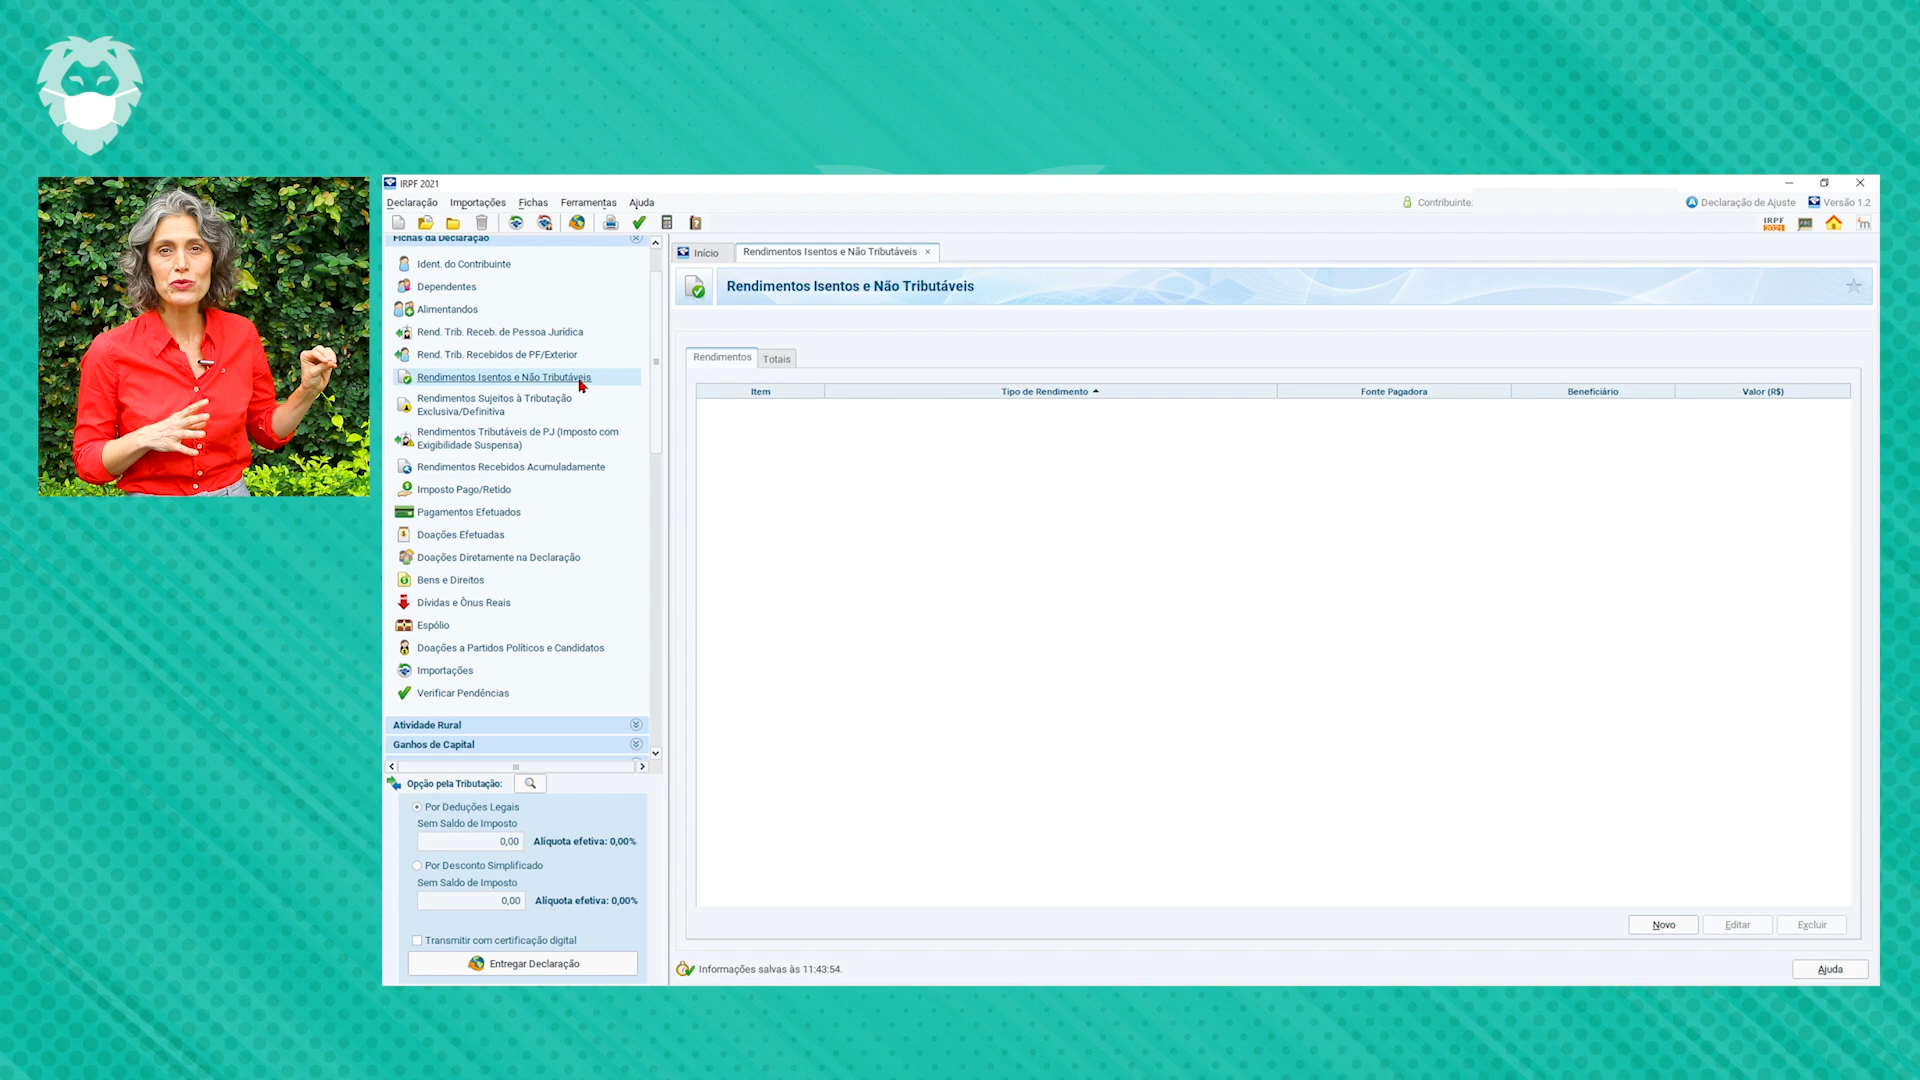 IRPF 2021
Declaração Importações Fichas Ferramentas Ajuda
Contribuinte:
Declaração de Ajuste
Versão 1.2
IRPF
2021
Fichas da Declaração
Ident. do Contribuinte
Dependentes
Alimentandos
Rend. Trib. Receb. de Pessoa Jurídica
Rend. Trib. Recebidos de PF/Exterior
Rendimentos Isentos e Não Tributáveis
Rendimentos Sujeitos à Tributação
Exclusiva/Definitiva
Rendimentos Tributáveis de PJ (Imposto com
Exigibilidade Suspensa)
Rendimentos Recebidos Acumuladamente
Imposto Pago/Retido
Pagamentos Efetuados
Doações Efetuadas
Doações Diretamente na Declaração
Bens e Direitos
Dívidas e Ônus Reais
Espólio
Doações a Partidos Políticos e Candidatos
Importações
Verificar Pendências
Atividade Rural
Ganhos de Capital
Opção pela Tributação:
Por Deduções Legais
Sem Saldo de Imposto
0,00 Alíquota efetiva: 0,00%
Por Desconto Simplificado
Sem Saldo de Imposto
0,00 Alíquota efetiva: 0,00%
Transmitir com certificação digital
Entregar Declaração
Início
Rendimentos Isentos e Não Tributáveis ×
Rendimentos Isentos e Não Tributáveis
Rendimentos Totais
Item Tipo de Rendimento Fonte Pagadora Beneficiário Valor (R$)
Novo Editar Excluir
Informações salvas às 11:43:54.
Ajuda